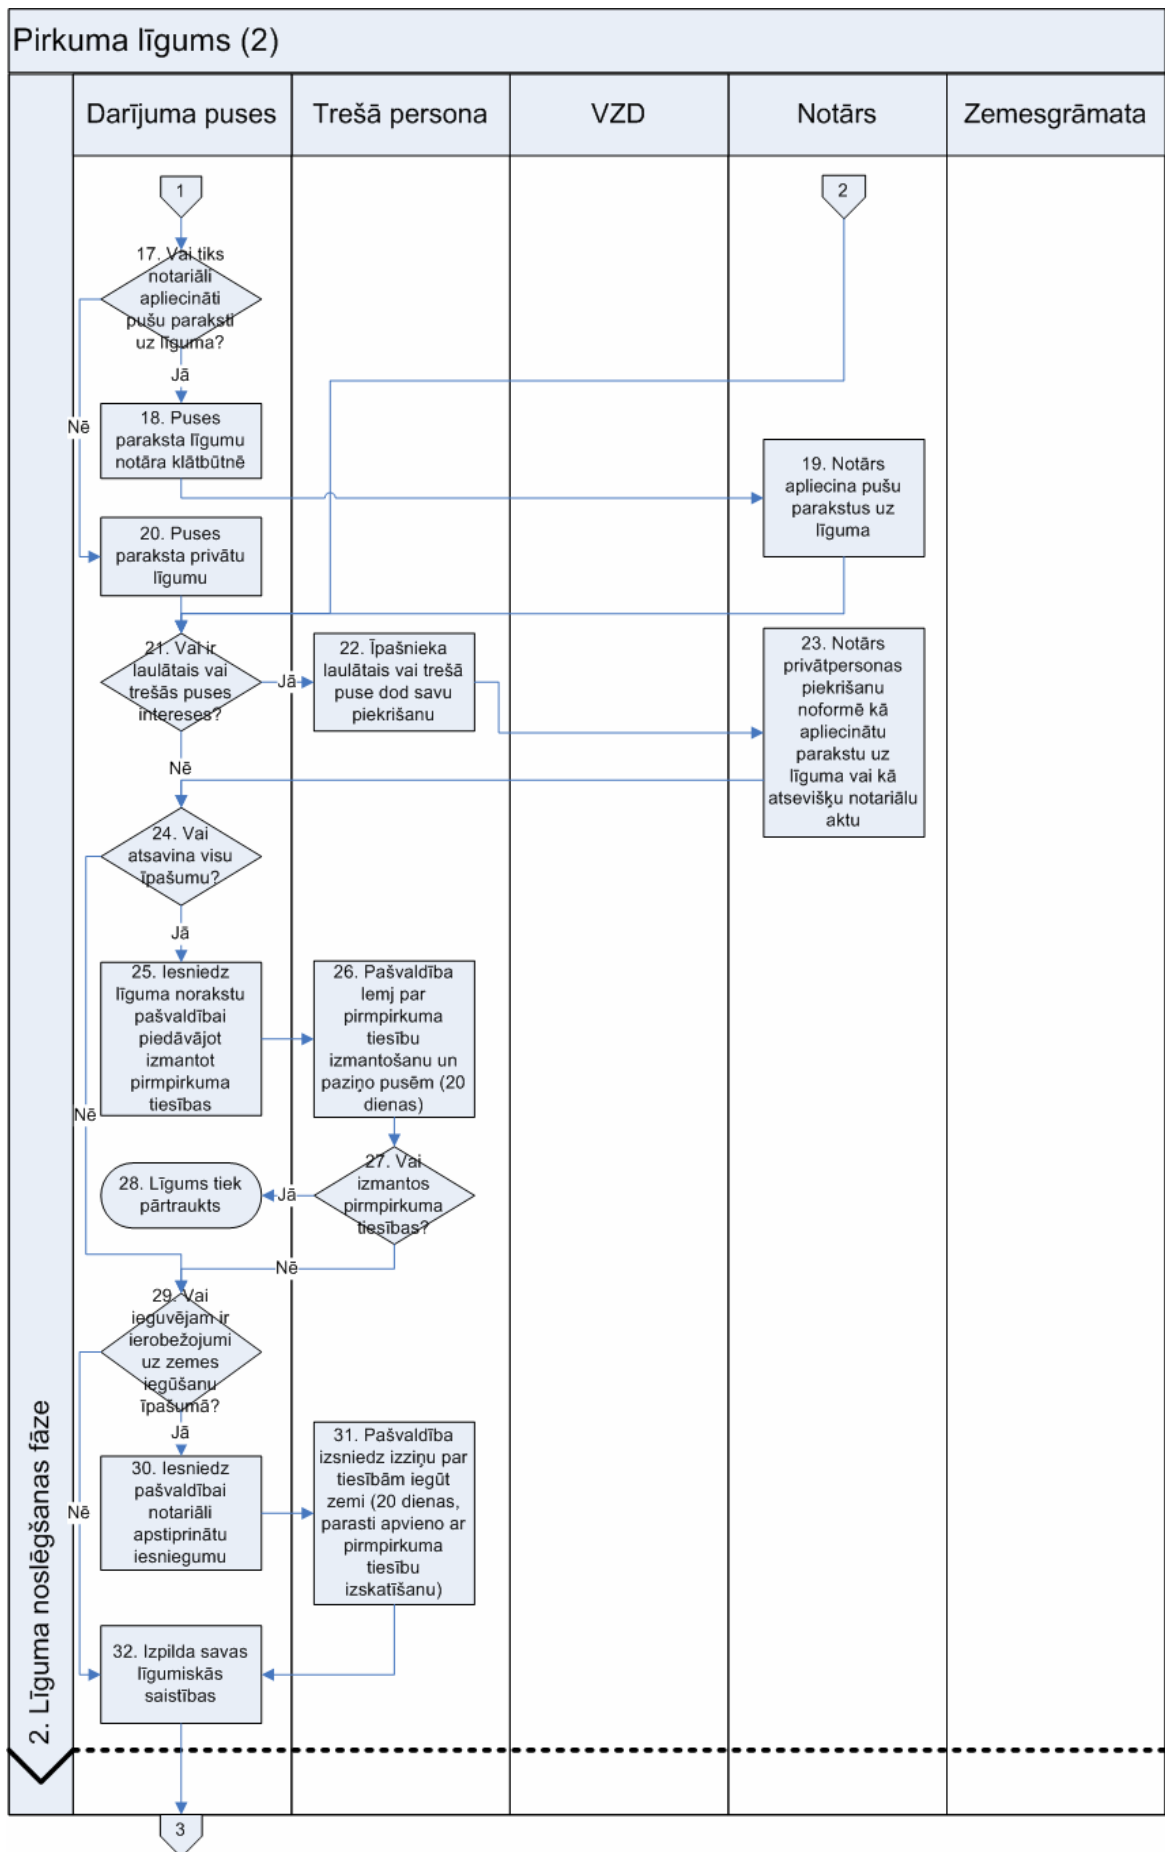 Pirkuma līgums (2)
Darījuma puses
Trešā persona
VZD
Notārs
Zemesgrāmata
1
2
17. Vai tiks
notariāli
apliecināti
pušu paraksti
uz līguma?
Jā
Nē
18. Puses
paraksta līgumu
notāra klātbūtnē
19. Notārs
apliecina pušu
parakstus uz
līguma
20. Puses
paraksta privātu
līgumu
21. Vai ir
laulātais vai
trešās puses
intereses?
Jā
Nē
22. Īpašnieka
laulātais vai trešā
puse dod savu
piekrišanu
23. Notārs
privātpersonas
piekrišanu
noformē kā
apliecinātu
parakstu uz
līguma vai kā
atsevišķu notariālu
aktu
24. Vai
atsavina visu
īpašumu?
Jā
Nē
25. Iesniedz
līguma norakstu
pašvaldībai
piedāvājot
izmantot
pirmpirkuma
tiesības
26. Pašvaldība
lemj par
pirmpirkuma
tiesību
izmantošanu un
paziņo pusēm (20
dienas)
27. Vai
izmantos
pirmpirkuma
tiesības?
Jā
Nē
28. Līgums tiek
pārtraukts
29. Vai
ieguvējam ir
ierobežojumi
uz zemes
iegūšanu
īpašumā?
Jā
Nē
30. Iesniedz
pašvaldībai
notariāli
apstiprinātu
iesniegumu
31. Pašvaldība
izsniedz izziņu par
tiesībām iegūt
zemi (20 dienas,
parasti apvieno ar
pirmpirkuma
tiesību
izskatīšanu)
32. Izpilda savas
līgumiskās
saistības
2. Līguma noslēgšanas fāze
3